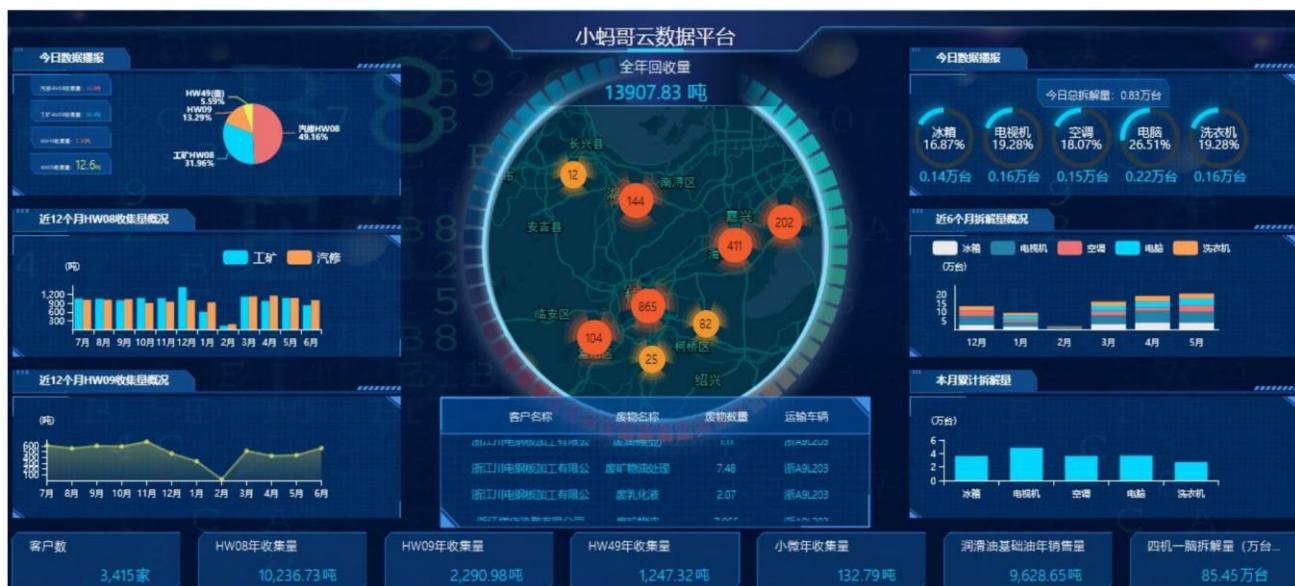 小蚂哥云数据平台
全年回收量
13907.83 吨
今日数据播报
HW49(查)
5.59%
HW09
13.29%
汽修HW08
49.16%
工矿HW08
31.96%
12.6
近12个月HW08收集量概况
(吨)
工矿
汽修
1,200
900
600
300
7月 8月 9月 10月 11月 12月 1月 2月 3月 4月 5月 6月
近12个月HW09收集量概况
(吨)
600
500
400
300
200
100
7月 8月 9月 10月 11月 12月 1月 2月 3月 4月 5月 6月
长兴县
南浔区
安吉县
嘉兴
临安区
柯桥区
绍兴
12
144
202
411
865
82
104
25
客户名称 废物名称 废物数量 运输车辆
浙江川电钢板加工有限公 废矿物油处理 7.48 浙A9L203
浙江川电钢板加工有限公 废乳化液 2.07 浙A9L203
今日数据播报
今日总拆解量：0.83万台
冰箱 电视机 空调 电脑 洗衣机
16.87% 19.28% 18.07% 26.51% 19.28%
0.14万台 0.16万台 0.15万台 0.22万台 0.16万台
近6个月拆解量概况
冰箱 电视机 空调 电脑 洗衣机
(万台)
20
15
10
5
12月 1月 2月 3月 4月 5月
本月累计拆解量
(万台)
6
4
2
0
冰箱 电视机 空调 电脑 洗衣机
客户数 HW08年收集量 HW09年收集量 HW49年收集量 小微年收集量 润滑油基础油年销售量 四机一脑拆解量（万台...
3,415家 10,236.73吨 2,290.98吨 1,247.32吨 132.79吨 9,628.65吨 85.45万台